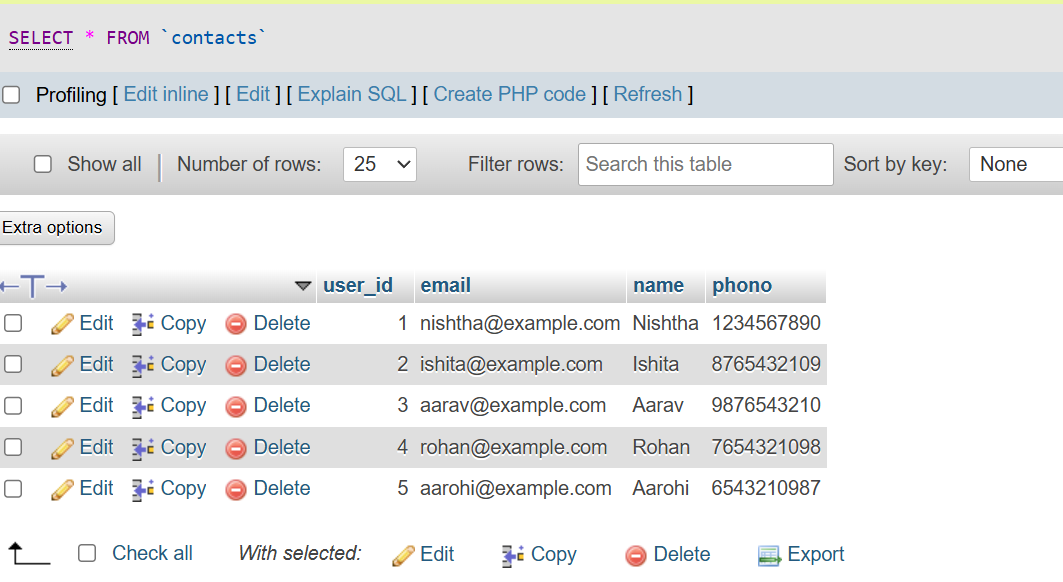 SELECT * FROM `contacts`
Profiling [ Edit inline ] [ Edit ] [ Explain SQL ] [ Create PHP code ] [ Refresh ]
Show all | Number of rows: 25 Filter rows: Search this table Sort by key: None
Extra options
user_id email name phono
Edit Copy Delete 1 nishtha@example.com Nishtha 1234567890
Edit Copy Delete 2 ishita@example.com Ishita 8765432109
Edit Copy Delete 3 aarav@example.com Aarav 9876543210
Edit Copy Delete 4 rohan@example.com Rohan 7654321098
Edit Copy Delete 5 aarohi@example.com Aarohi 6543210987
Check all With selected: Edit Copy Delete Export